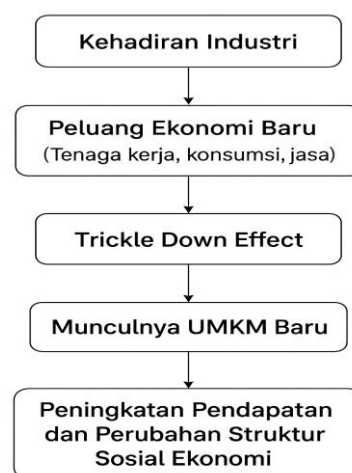 Kehadiran Industri
Peluang Ekonomi Baru
(Tenaga kerja, konsumsi, jasa)
Trickle Down Effect
Munculnya UMKM Baru
Peningkatan Pendapatan
dan Perubahan Struktur
Sosial Ekonomi